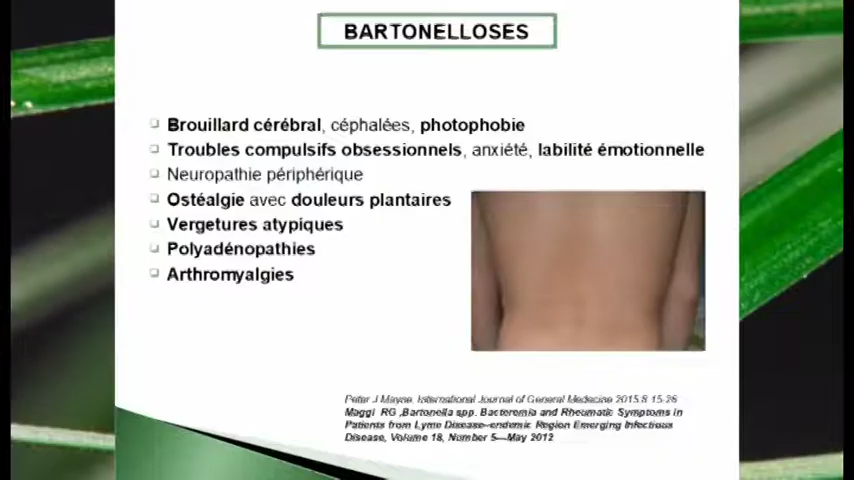 BARTONELLOSES
Brouillard cérébral, céphalées, photophobie
Troubles compulsifs obsessionnels, anxiété, labilité émotionnelle
Neuropathie périphérique
Ostéalgie avec douleurs plantaires
Vergetures atypiques
Polyadénopathies
Arthromyalgies
Peter J Mayne, International Journal of General Medecine 2015:8 15-26
Maggi RG ,Bartonella spp. Bacteremia and Rheumatic Symptoms in
Patients from Lyme Disease–endemic Region Emerging Infectious
Disease, Volume 18, Number 5—May 2012